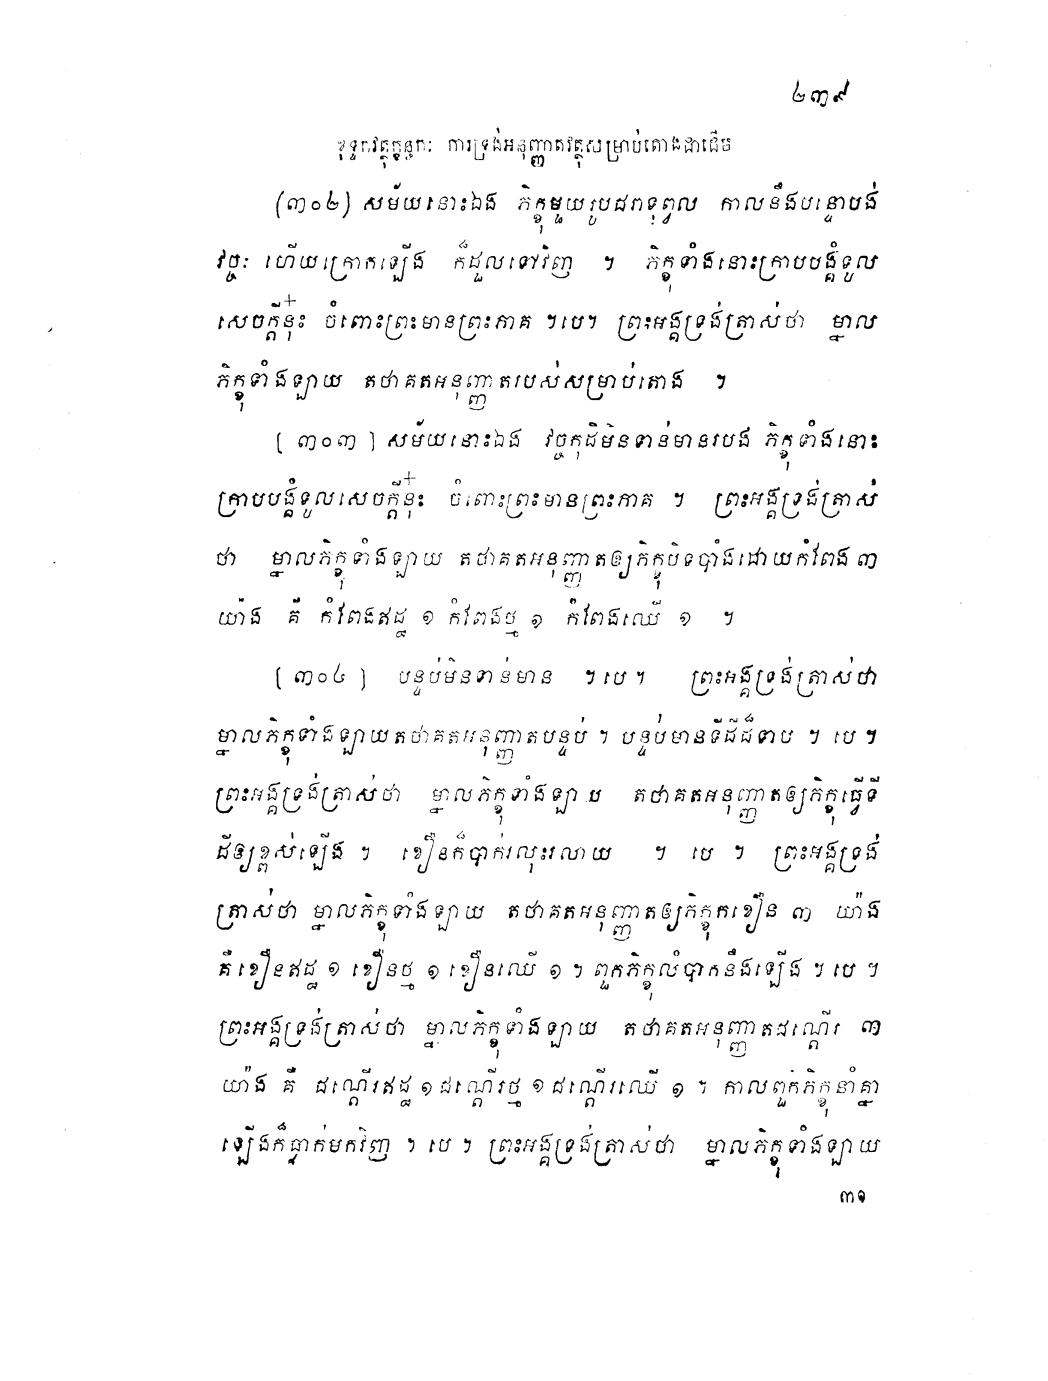 ២៣៩
ខុទ្ទកវត្ថុក្ខន្ធកៈ ការទ្រង់អនុញ្ញាតវត្ថុសម្រាប់តោងជាដើម
(៣០២) សម័យនោះឯង ភិក្ខុមួយរូបជរាទុព្វល កាលនឹងបន្ទោបង់
វច្ចៈ ហើយក្រោកឡើង ក៏ដួលទៅវិញ ។ ភិក្ខុទាំងនោះក្រាបបង្គំទូល
សេចក្តីនុ៎ះ ចំពោះព្រះមានព្រះភាគ ។បេ។ ព្រះអង្គទ្រង់ត្រាស់ថា ម្នាល
ភិក្ខុទាំងឡាយ តថាគតអនុញ្ញាតរបស់សម្រាប់តោង ។
[ ៣០៣ ] សម័យនោះឯង វច្ចកុដិមិនទាន់មានរបង ភិក្ខុទាំងនោះ
ក្រាបបង្គំទូលសេចក្តីនុ៎ះ ចំពោះព្រះមានព្រះភាគ ។ ព្រះអង្គទ្រង់ត្រាស់
ថា ម្នាលភិក្ខុទាំងឡាយ តថាគតអនុញ្ញាតឲ្យភិក្ខុបិទបាំងដោយកំពែង ៣
យ៉ាង គឺ កំពែងឥដ្ឋ ១ កំពែងថ្ម ១ កំពែងឈើ ១ ។
[ ៣០៤ ] បន្ទប់មិនទាន់មាន ។បេ។ ព្រះអង្គទ្រង់ត្រាស់ថា
ម្នាលភិក្ខុទាំងឡាយតថាគតអនុញ្ញាតបន្ទប់ ។ បន្ទប់មានទីដីដ៏ទាប ។ បេ ។
ព្រះអង្គទ្រង់ត្រាស់ថា ម្នាលភិក្ខុទាំងឡាយ តថាគតអនុញ្ញាតឲ្យភិក្ខុធ្វើទី
ដីឲ្យខ្ពស់ឡើង ។ ខឿនក៏បាក់រលុះរលាយ ។ បេ ។ ព្រះអង្គទ្រង់
ត្រាស់ថា ម្នាលភិក្ខុទាំងឡាយ តថាគតអនុញ្ញាតឲ្យភិក្ខុកខឿន ៣ យ៉ាង
គឺខឿនឥដ្ឋ ១ ខឿនថ្ម ១ ខឿនឈើ ១ ។ ពួកភិក្ខុលំបាកនឹងឡើង ។ បេ ។
ព្រះអង្គទ្រង់ត្រាស់ថា ម្នាលភិក្ខុទាំងឡាយ តថាគតអនុញ្ញាតជណ្តើរ ៣
យ៉ាង គឺ ជណ្តើរឥដ្ឋ ១ ជណ្តើរថ្ម ១ ជណ្តើរឈើ ១ ។ កាលពួកភិក្ខុនាំគ្នា
ឡើងក៏ធ្លាក់មកវិញ ។ បេ ។ ព្រះអង្គទ្រង់ត្រាស់ថា ម្នាលភិក្ខុទាំងឡាយ
៣១